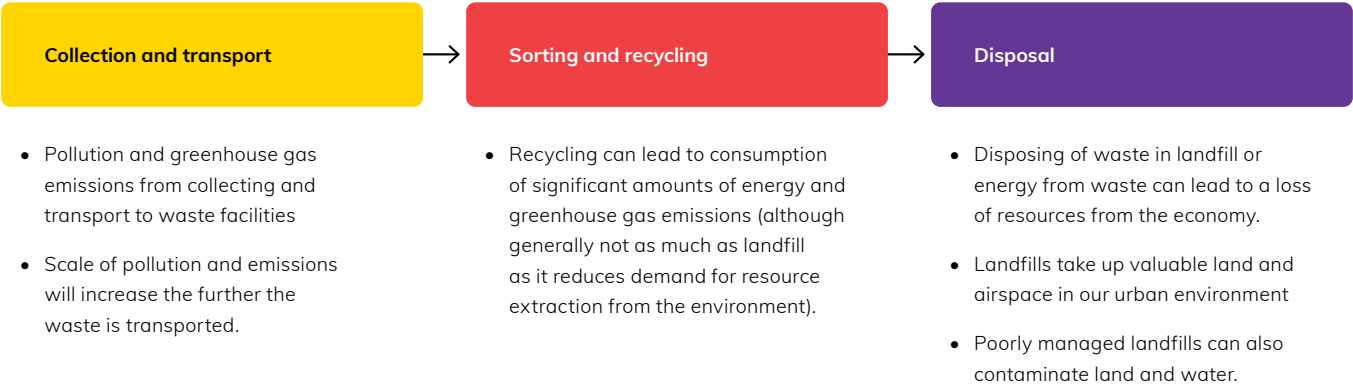 Collection and transport
• Pollution and greenhouse gas
emissions from collecting and
transport to waste facilities
• Scale of pollution and emissions
will increase the further the
waste is transported.
Sorting and recycling
• Recycling can lead to consumption
of significant amounts of energy and
greenhouse gas emissions (although
generally not as much as landfill
as it reduces demand for resource
extraction from the environment).
Disposal
• Disposing of waste in landfill or
energy from waste can lead to a loss
of resources from the economy.
• Landfills take up valuable land and
airspace in our urban environment
• Poorly managed landfills can also
contaminate land and water.